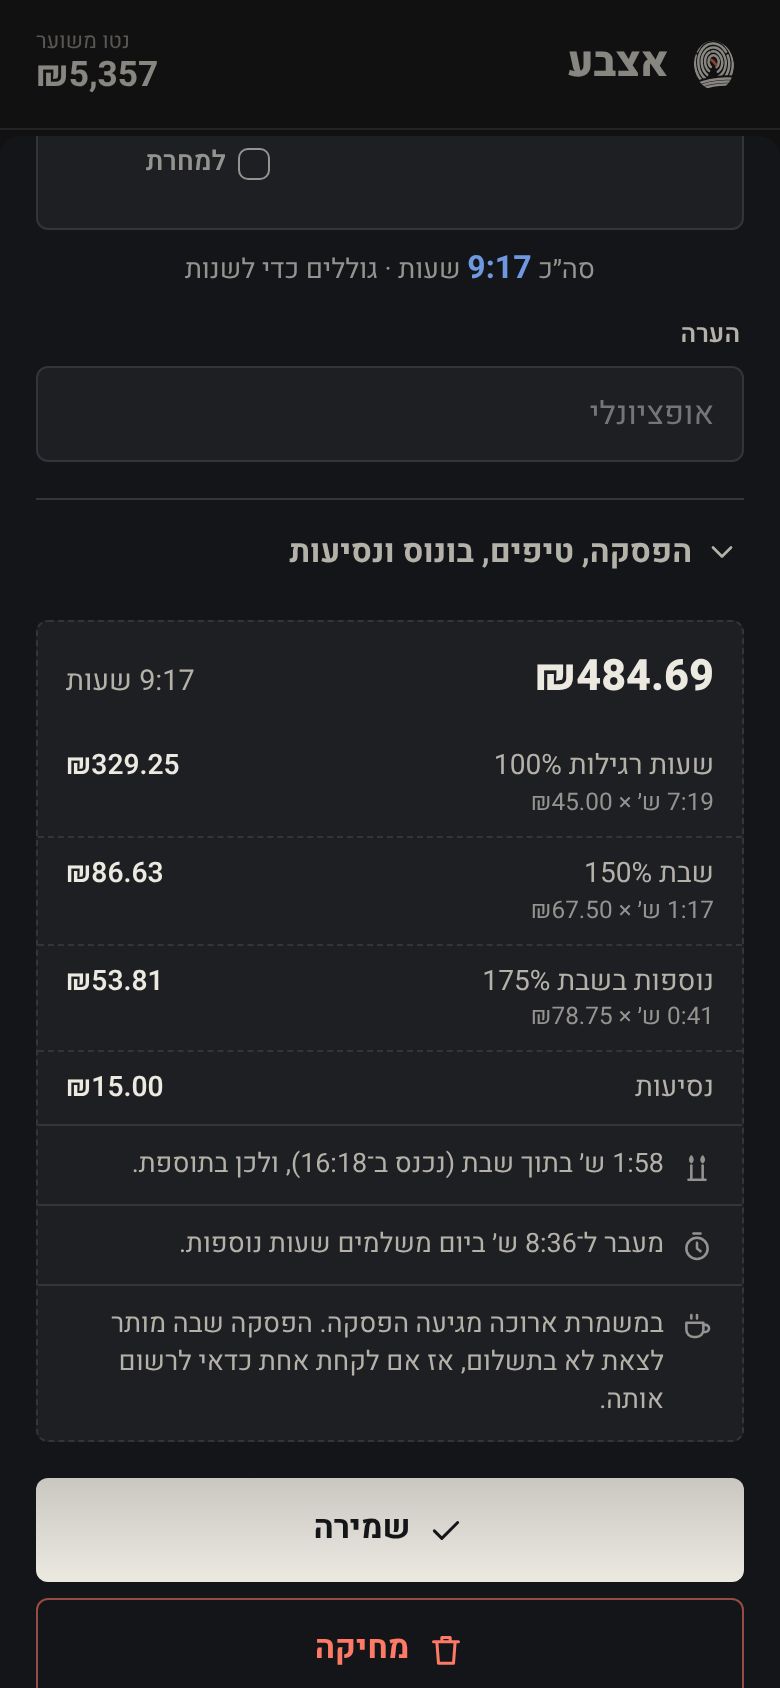 אצבע
נטו משוער
₪5,357
למחרת
סה״כ 9:17 שעות · גוללים כדי לשנות
הערה
אופציונלי
הפסקה, טיפים, בונוס ונסיעות
₪484.69
9:17 שעות
שעות רגילות 100%
₪329.25
7:19 ש׳ × ₪45.00
שבת 150%
₪86.63
1:17 ש׳ × ₪67.50
נוספות בשבת 175%
₪53.81
0:41 ש׳ × ₪78.75
נסיעות
₪15.00
1:58 ש׳ בתוך שבת (נכנס ב־16:18), ולכן בתוספת.
מעבר ל־8:36 ש׳ ביום משלמים שעות נוספות.
במשמרת ארוכה מגיעה הפסקה. הפסקה שבה מותר
לצאת לא בתשלום, אז אם לקחת אחת כדאי לרשום
אותה.
שמירה
מחיקה